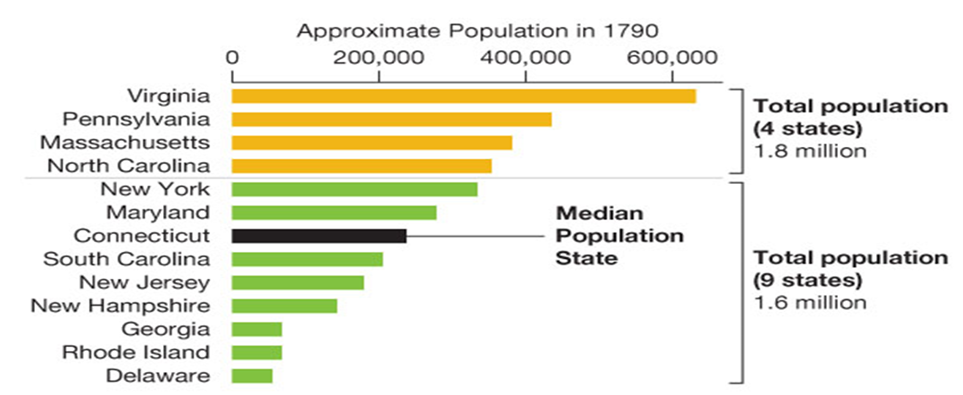 Approximate Population in 1790
0 200,000 400,000 600,000
Virginia
Pennsylvania
Massachusetts
North Carolina
New York
Maryland
Connecticut
South Carolina
New Jersey
New Hampshire
Georgia
Rhode Island
Delaware
Median
Population
State
Total population
(4 states)
1.8 million
Total population
(9 states)
1.6 million